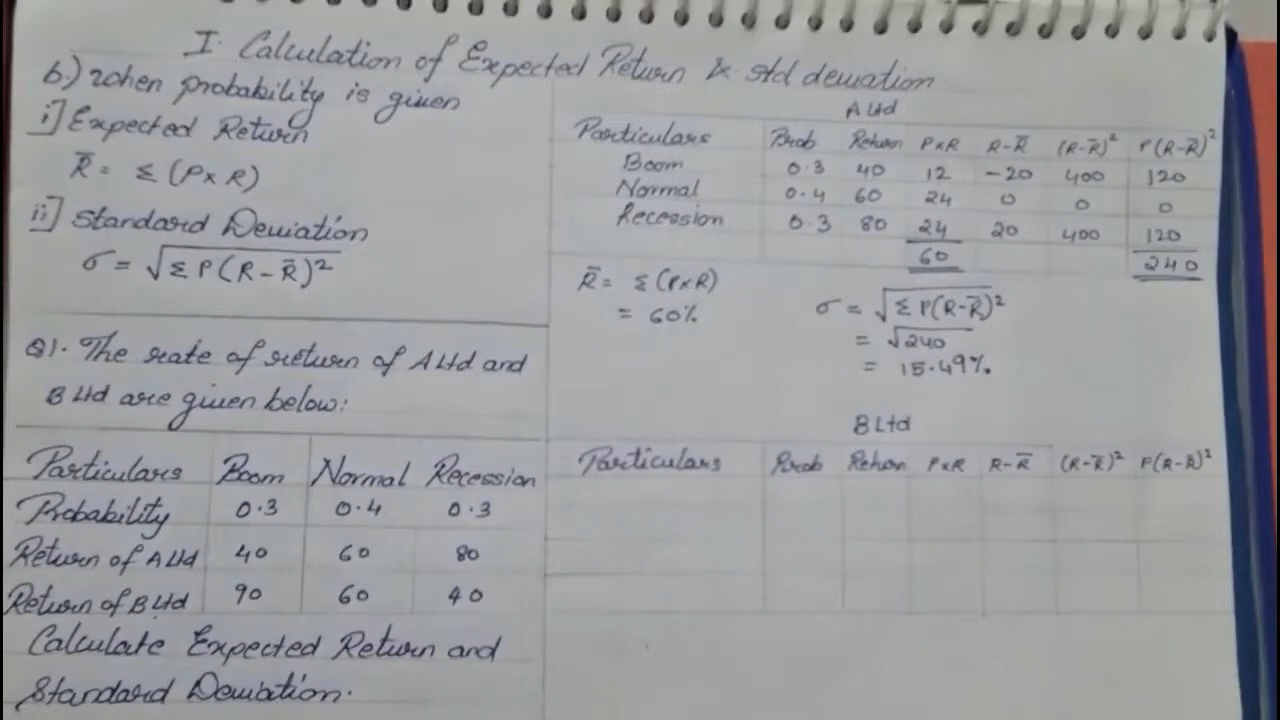 I. Calculation of Expected Return & std deviation
b.) when probability is given
i] Expected Return
R̄ = Σ (P x R)
ii] Standard Deviation
σ = √ΣP(R-R̄)²
Q1. The rate of return of A Ltd and
B Ltd are given below:
Particulars Boom Normal Recession
Probability 0.3 0.4 0.3
Return of A Ltd 40 60 80
Return of B Ltd 90 60 40
Calculate Expected Return and
Standard Deviation.
A Ltd
Particulars Prob Return PxR R-R̄ (R-R̄)² P(R-R̄)²
Boom 0.3 40 12 -20 400 120
Normal 0.4 60 24 0 0 0
Recession 0.3 80 24 20 400 120
60 240
R̄ = Σ (PxR)
= 60%
σ = √ΣP(R-R̄)²
= √240
= 15.49%
B Ltd
Particulars Prob Return PxR R-R̄ (R-R̄)² P(R-R̄)²